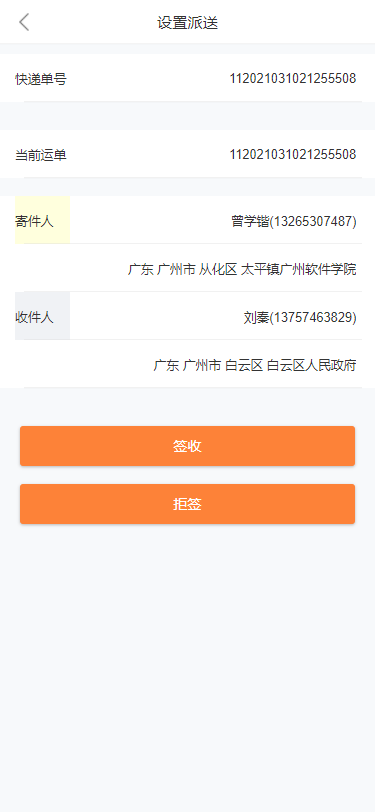 设置派送
快递单号 112021031021255508
当前运单 112021031021255508
寄件人 曾学锴(13265307487)
广东 广州市 从化区 太平镇广州软件学院
收件人 刘秦(13757463829)
广东 广州市 白云区 白云区人民政府
签收
拒签